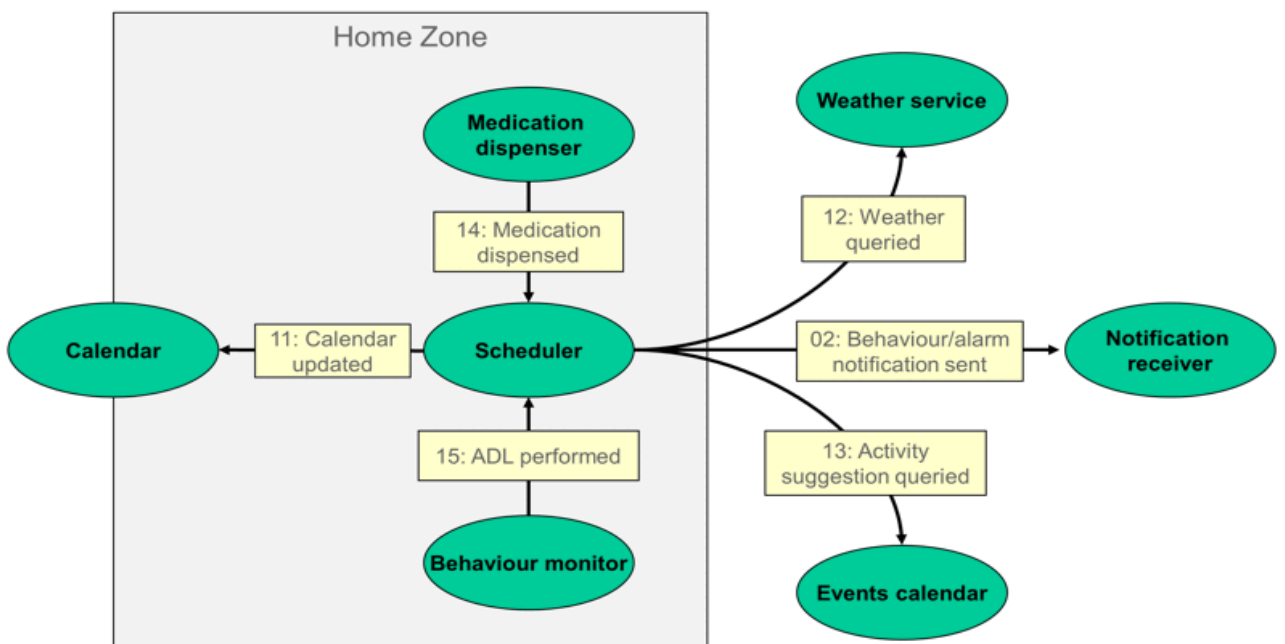 Home Zone
Medication
dispenser
Weather service
14: Medication
dispensed
12: Weather
queried
Calendar
11: Calendar
updated
Scheduler
02: Behaviour/alarm
notification sent
Notification
receiver
15: ADL performed
13: Activity
suggestion queried
Behaviour monitor
Events calendar